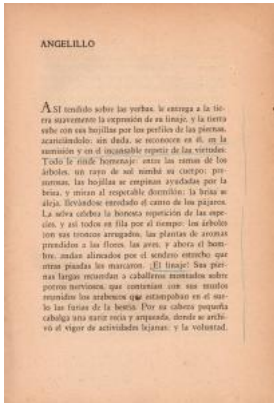 ANGELILLO
ASI tendido sobre las yerbas, le entrega a la tie-
rra suavemente la expresión de su linaje, y la tierra
sube con sus hojillas por los perfiles de las piernas,
acariciándolo; sin duda, se reconocen en él, en la
sumisión y en el incansable repetir de las virtudes.
Todo le rinde homenaje: entre las ramas de los
árboles, un rayo de sol nimbó su cuerpo; pre-
surosas, las hojillas se empinan ayudadas por la
brisa, y miran al respetable dormilón; la brisa se
aleja, llevándose enredado el canto de los pájaros.
La selva celebra la honesta repetición de las espe-
cies, y así todos en fila por el tiempo: los árboles
con sus troncos arrugados, las plantas de aromas
prendidos a las flores, las aves, y ahora el hom-
bre, andan alineados por el sendero estrecho que
otras pisadas les marcaron. ¡El linaje! Sus pier-
nas largas recuerdan a caballeros montados sobre
potros nerviosos, que contenían con sus muslos
reunidos los arabescos que estampaban en el sue-
lo las furias de la bestia. Por su cabeza pequeña
cabalga una nariz recia y arqueada, donde se archi-
vó el vigor de actividades lejanas; y la voluntad,